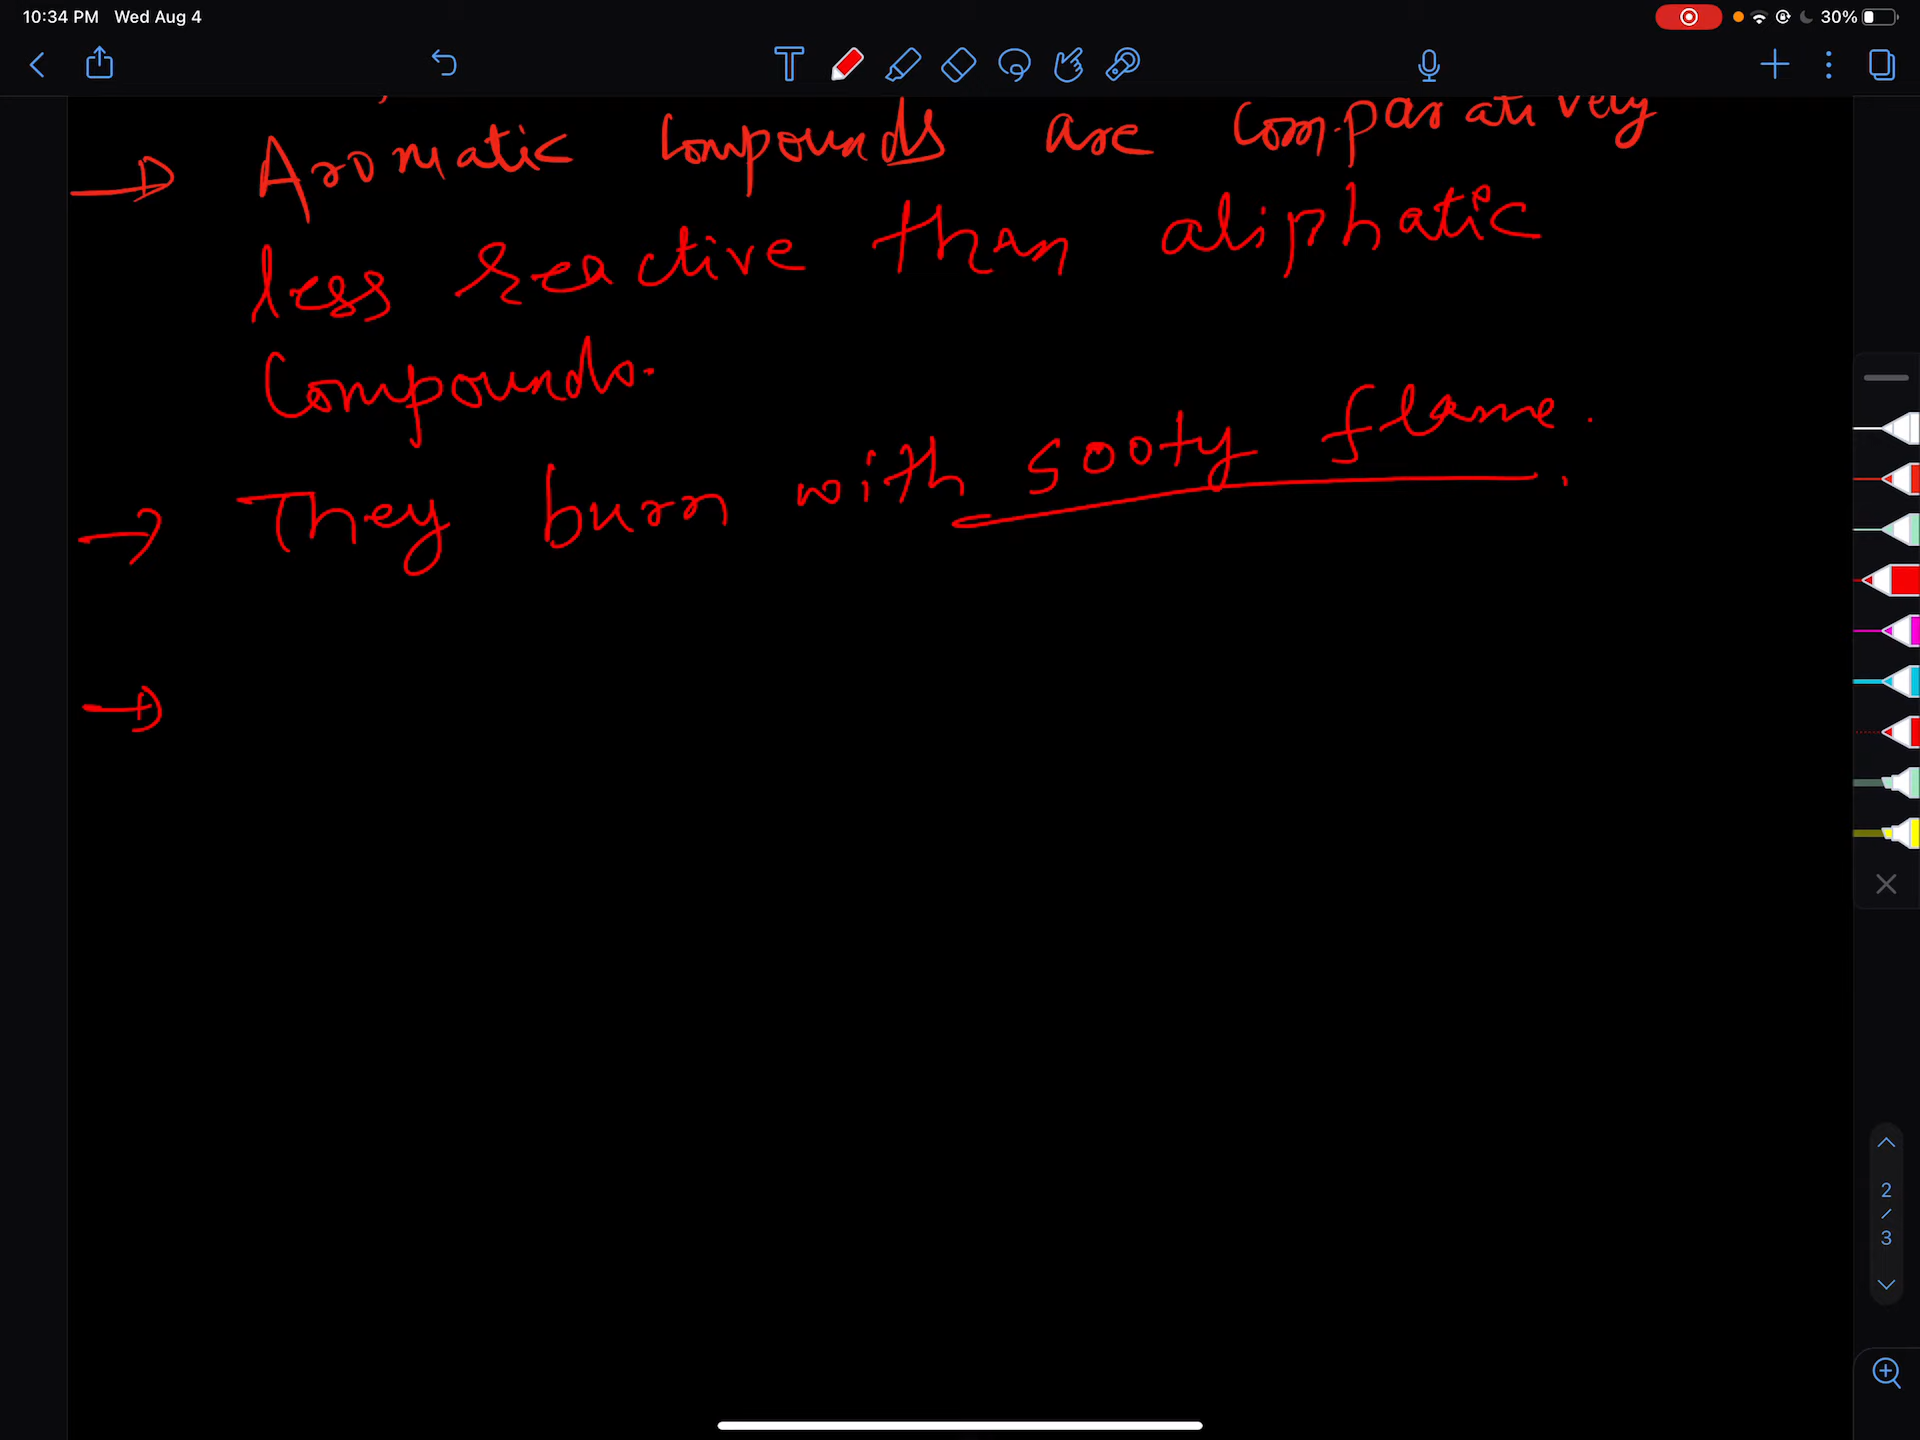 10:34 PM Wed Aug 4 30%
→ Aromatic Compounds are comparatively
less reactive than aliphatic
Compounds.
→ They burn with sooty flame.
→
2
/
3